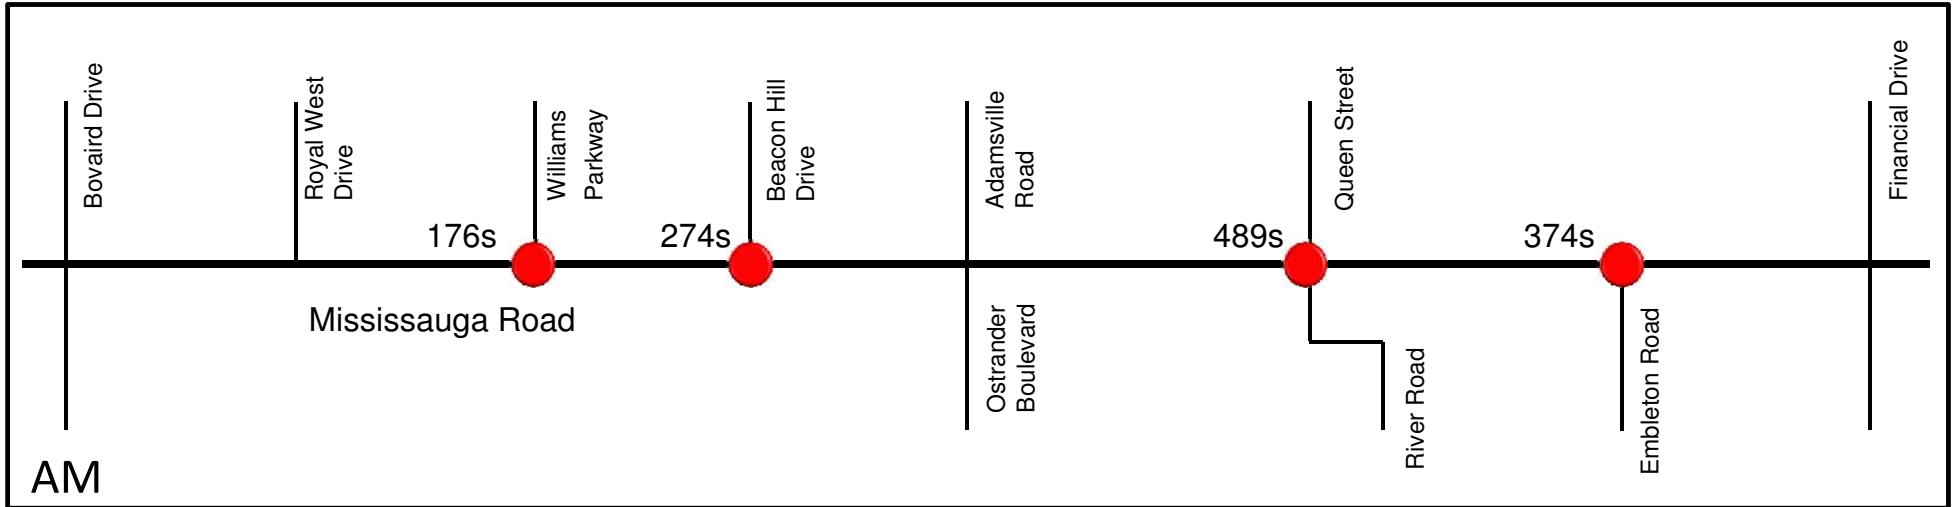 Bovaird Drive
Royal West
Drive
Williams
Parkway
Beacon Hill
Drive
Adamsville
Road
Queen Street
Financial Drive
176s
274s
489s
374s
Mississauga Road
Ostrander
Boulevard
River Road
Embleton Road
AM